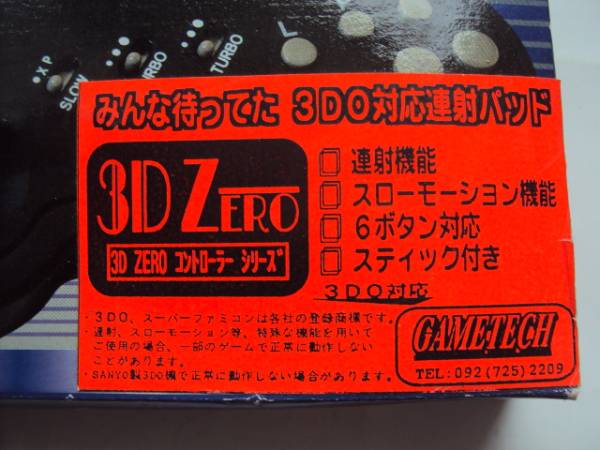 X P
SLOW
TURBO
TURBO
L
みんな待ってた 3DO対応連射パッド
3D ZERO
3D ZERO コントローラー シリーズ
連射機能
スローモーション機能
6ボタン対応
スティック付き
3DO対応
・3DO、スーパーファミコンは各社の登録商標です。
・連射、スローモーション等、特殊な機能を用いて
ご使用の場合、一部のゲームで正常に動作しない
ことがあります。
・SANYO製3DO機で正常に動作しない場合があります。
GAMETECH
TEL:092(725)2209